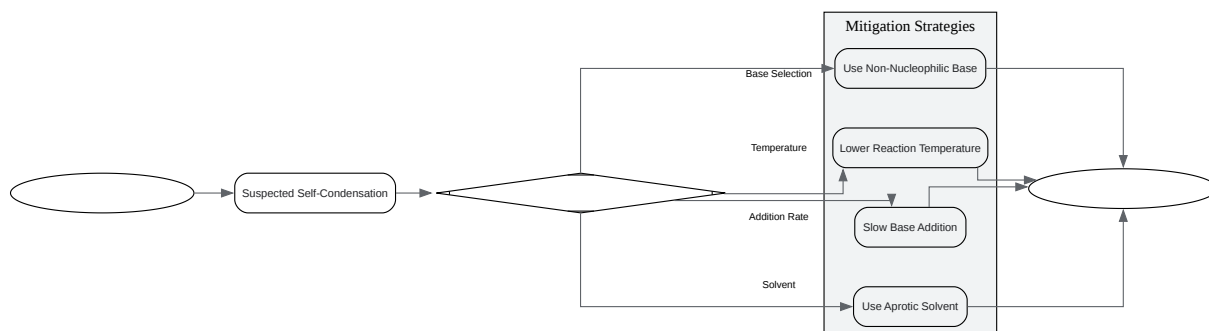 Mitigation Strategies
Base Selection
Use Non-Nucleophilic Base
Temperature
Lower Reaction Temperature
Suspected Self-Condensation
Addition Rate
Slow Base Addition
Solvent
Use Aprotic Solvent